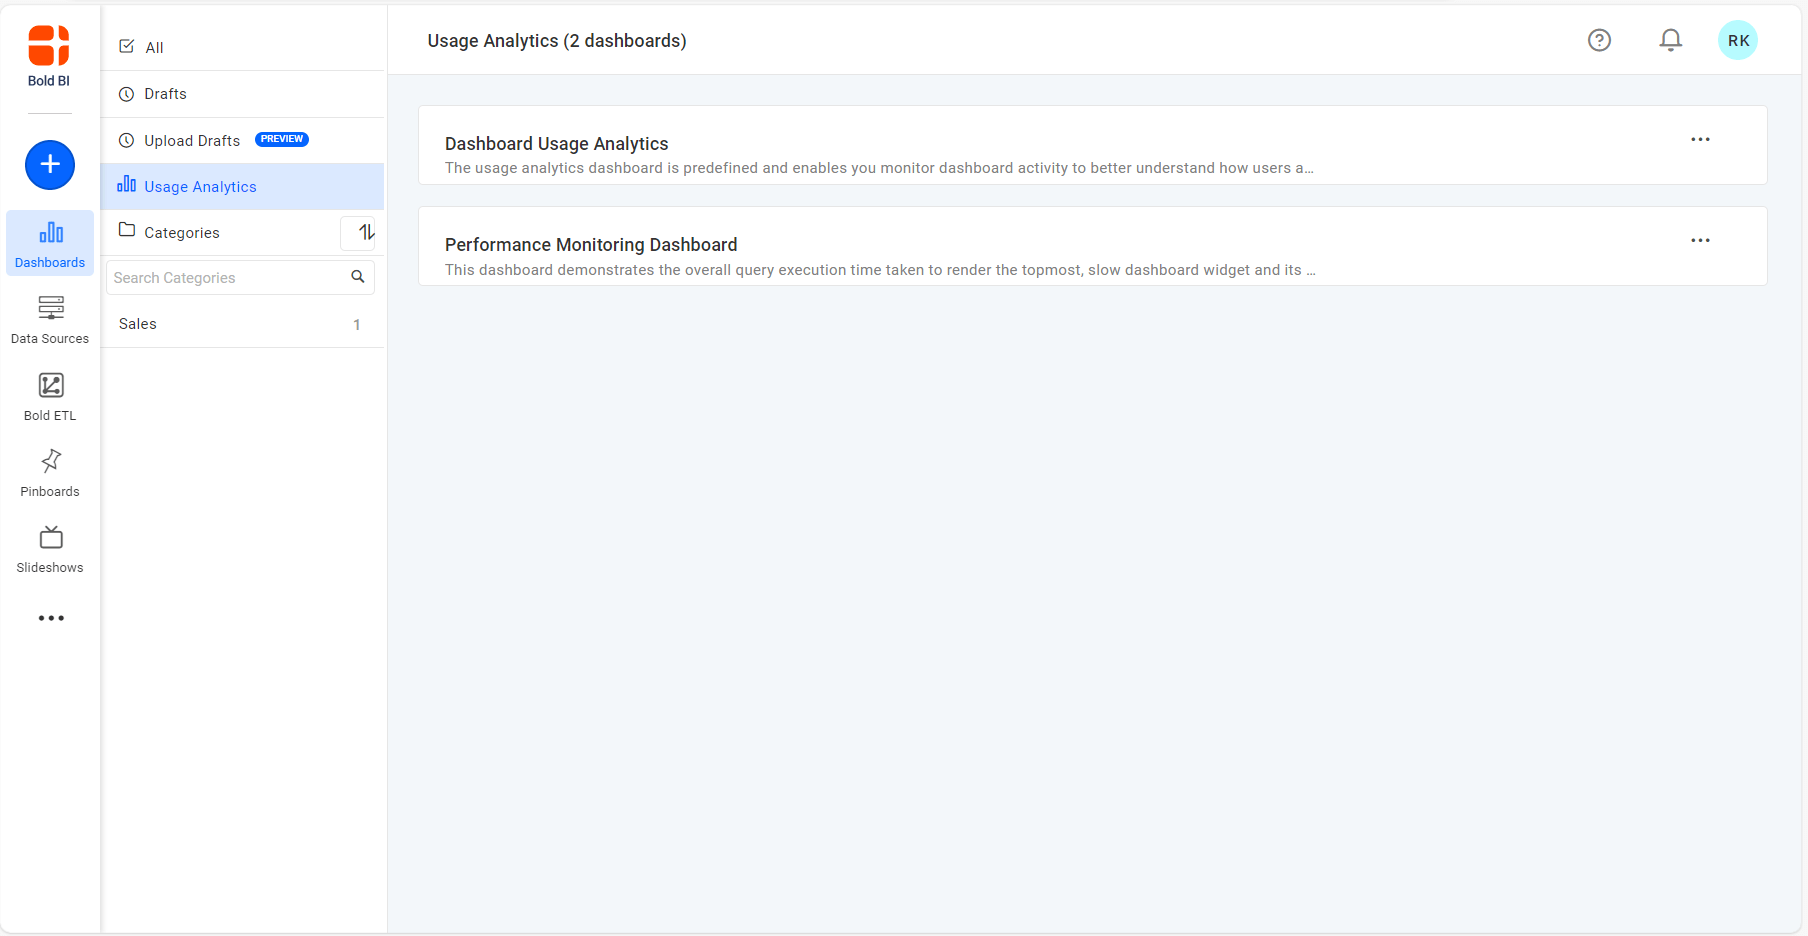 Bold BI
Dashboards
Data Sources
Bold ETL
Pinboards
Slideshows
All
Drafts
Upload Drafts PREVIEW
Usage Analytics
Categories
Search Categories
Sales 1
Usage Analytics (2 dashboards)
RK
Dashboard Usage Analytics
The usage analytics dashboard is predefined and enables you monitor dashboard activity to better understand how users a...
Performance Monitoring Dashboard
This dashboard demonstrates the overall query execution time taken to render the topmost, slow dashboard widget and its ...